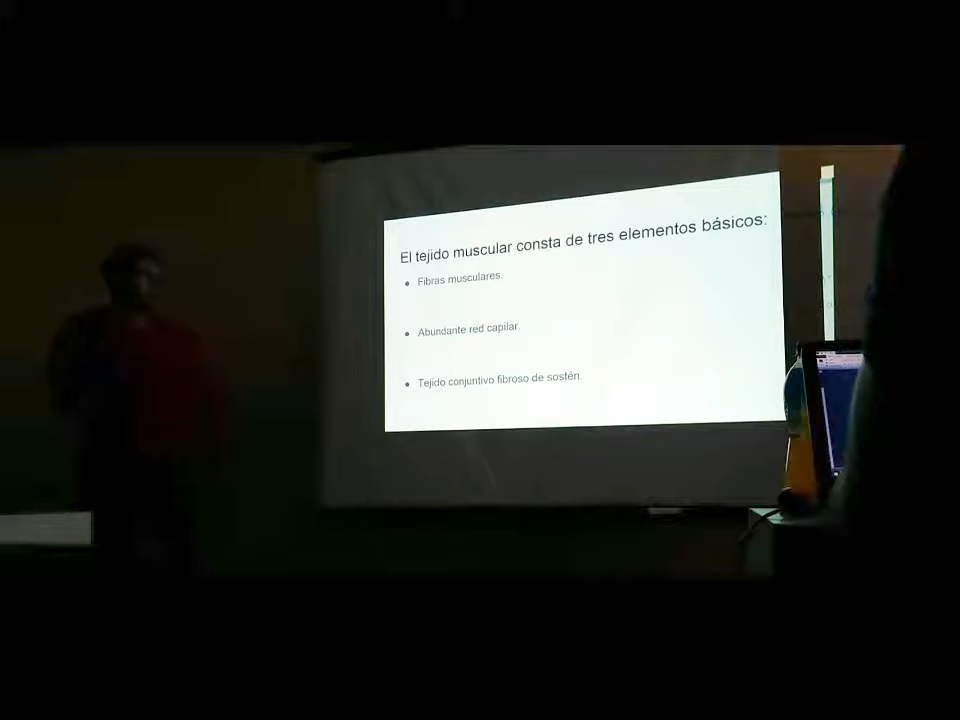 El tejido muscular consta de tres elementos básicos:
• Fibras musculares.
• Abundante red capilar.
• Tejido conjuntivo fibroso de sostén.